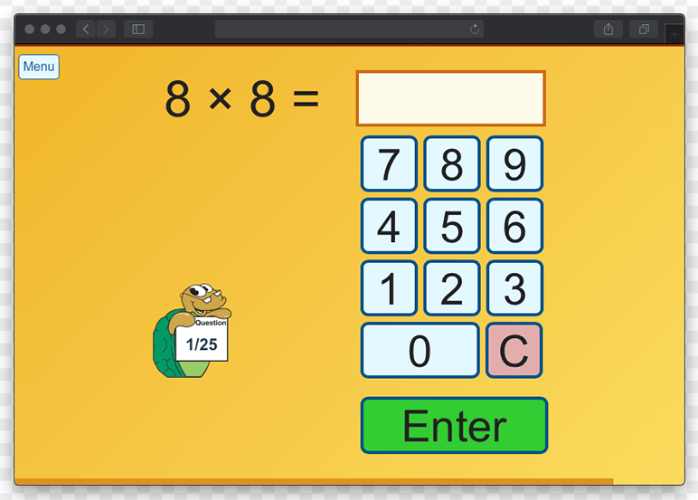 Menu
8 × 8 =
7 8 9
4 5 6
1 2 3
0 C
Question
1/25
Enter